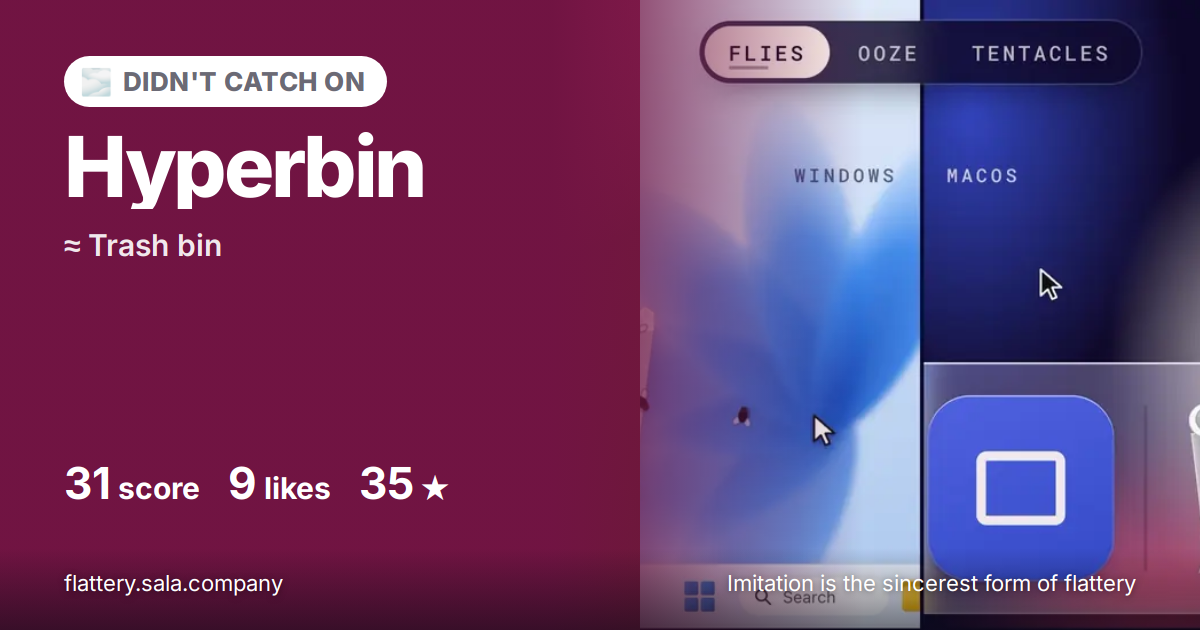 DIDN'T CATCH ON
Hyperbin
≈ Trash bin
31 score 9 likes 35 ★
flattery.sala.company
FLIES OOZE TENTACLES
WINDOWS MACOS
Search
Imitation is the sincerest form of flattery